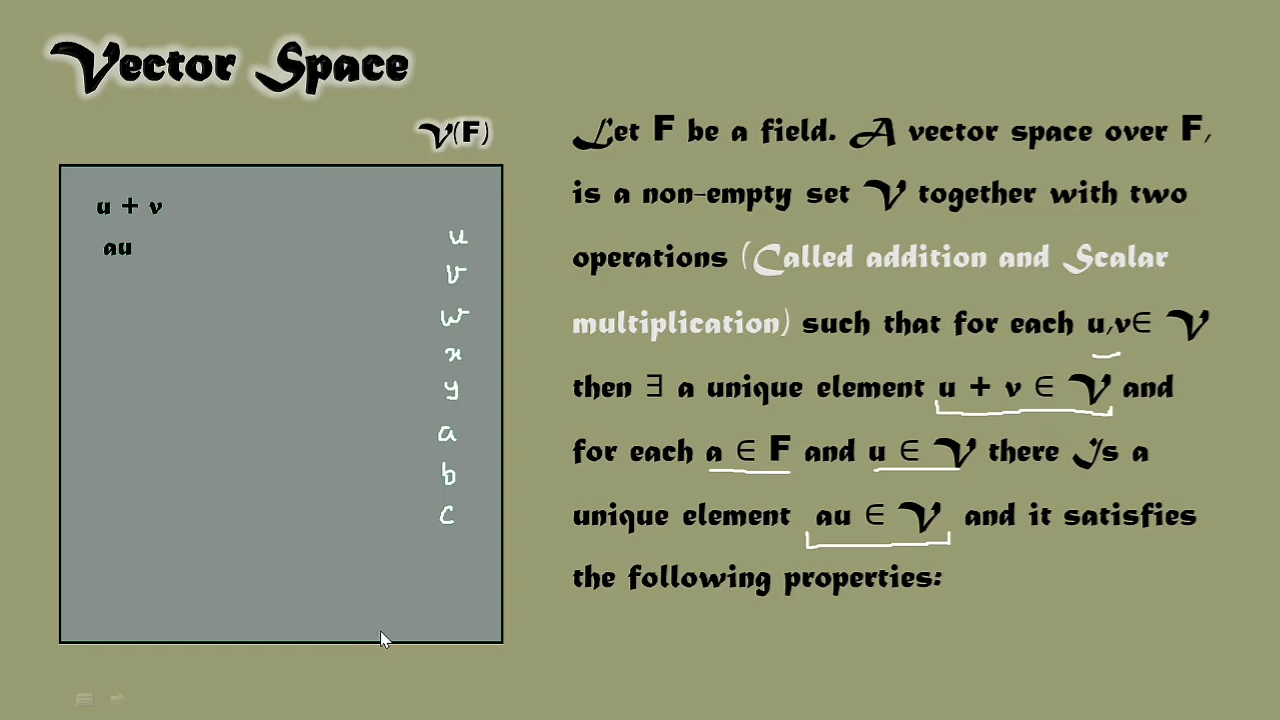 Vector Space
V(F)
u + v
au
u
v
w
x
y
a
b
c
Let F be a field. A vector space over F,
is a non-empty set V together with two
operations (Called addition and Scalar
multiplication) such that for each u,v∈ V
then ∃ a unique element u + v ∈ V and
for each a ∈ F and u ∈ V there Is a
unique element au ∈ V and it satisfies
the following properties: